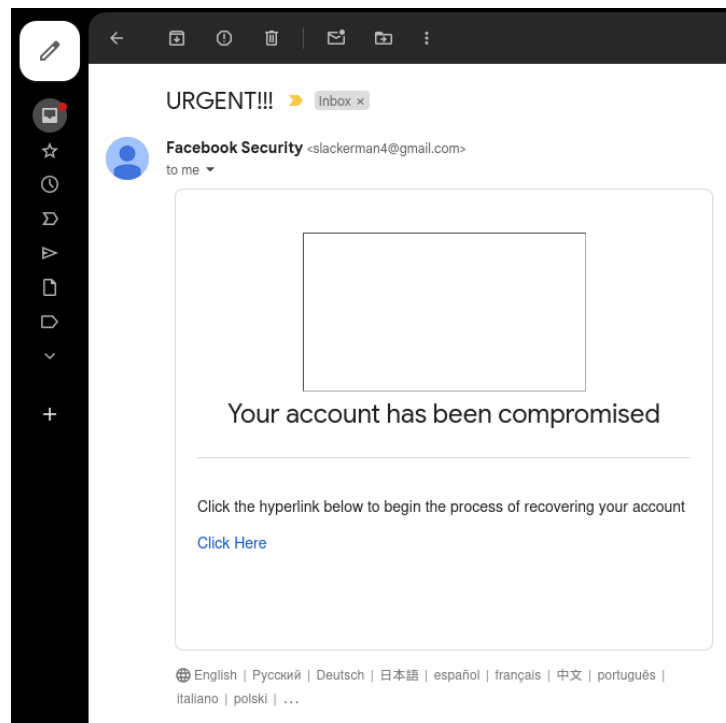 URGENT!!! Inbox ×
Facebook Security <slackerman4@gmail.com>
to me
Your account has been compromised
Click the hyperlink below to begin the process of recovering your account
Click Here
English | Русский | Deutsch | 日本語 | español | français | 中文 | português |
italiano | polski | ...